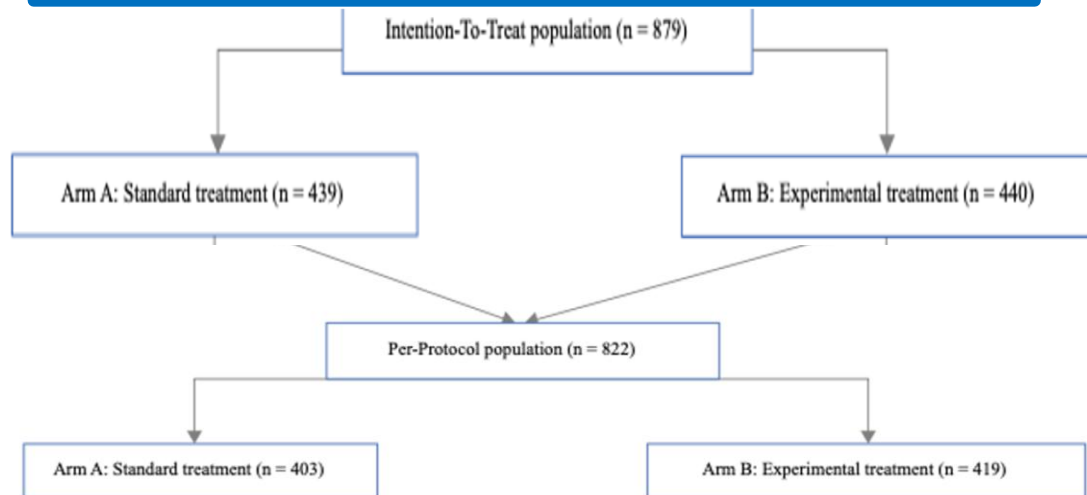 Intention-To-Treat population (n = 879)
Arm A: Standard treatment (n = 439)
Arm B: Experimental treatment (n = 440)
Per-Protocol population (n = 822)
Arm A: Standard treatment (n = 403)
Arm B: Experimental treatment (n = 419)